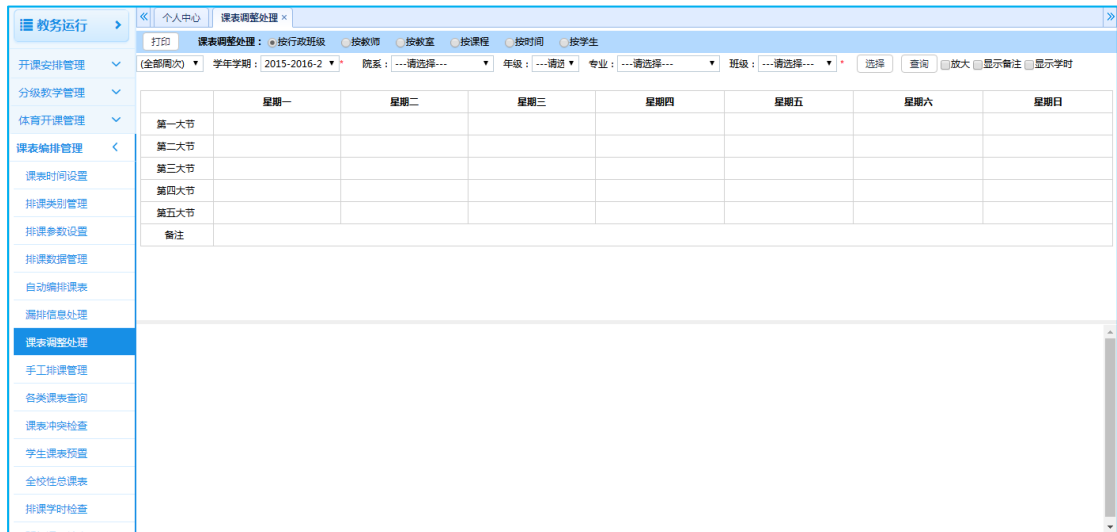 教务运行
个人中心 课表调整处理 ×
打印 课表调整处理： 按行政班级 按教师 按教室 按课程 按时间 按学生
(全部周次) 学年学期：2015-2016-2 * 院系：---请选择--- 年级：---请选 专业：---请选择--- 班级：---请选择--- * 选择 查询 放大 显示备注 显示学时
星期一 星期二 星期三 星期四 星期五 星期六 星期日
第一大节
第二大节
第三大节
第四大节
第五大节
备注
开课安排管理
分级教学管理
体育开课管理
课表编排管理
课表时间设置
排课类别管理
排课参数设置
排课数据管理
自动编排课表
漏排信息处理
课表调整处理
手工排课管理
各类课表查询
课表冲突检查
学生课表预置
全校性总课表
排课学时检查